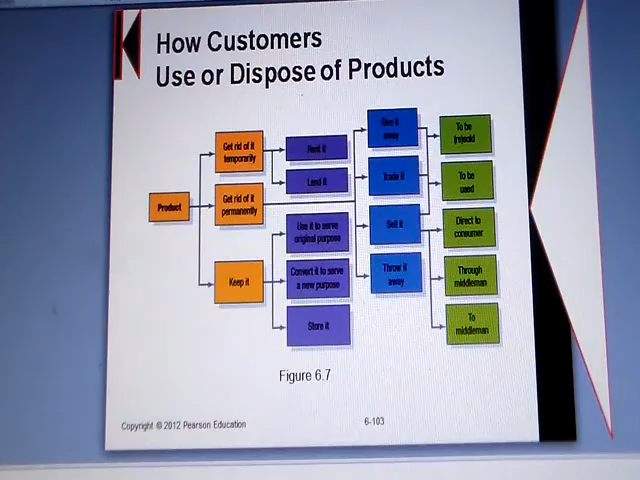 How Customers
Use or Dispose of Products
Product
Get rid of it
temporarily
Get rid of it
permanently
Keep it
Rent it
Lend it
Use it to serve
original purpose
Convert it to serve
a new purpose
Store it
Give it
away
Trade it
Sell it
Throw it
away
To be
(re)sold
To be
used
Direct to
consumer
Through
middleman
To
middleman
Figure 6.7
Copyright © 2012 Pearson Education
6-103